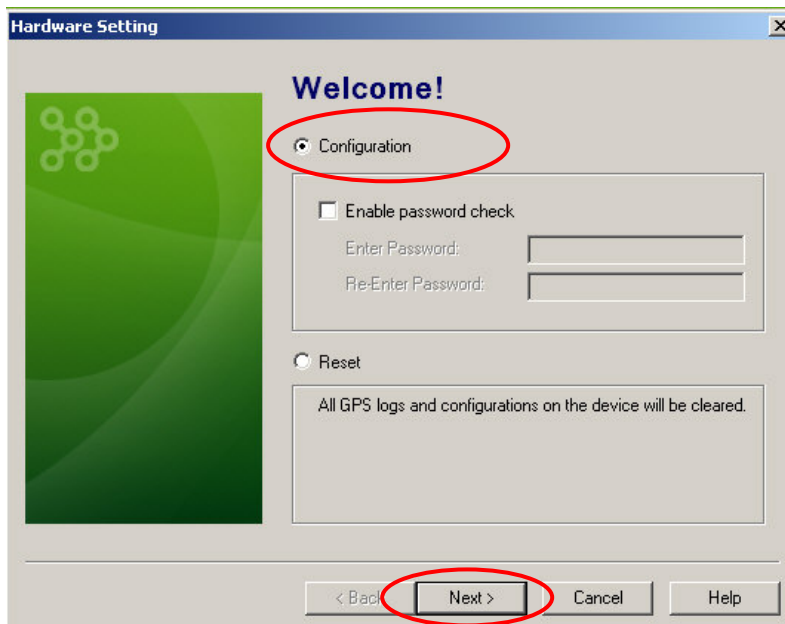 Hardware Setting
Welcome!
Configuration
Enable password check
Enter Password:
Re-Enter Password:
Reset
All GPS logs and configurations on the device will be cleared.
< Back Next > Cancel Help